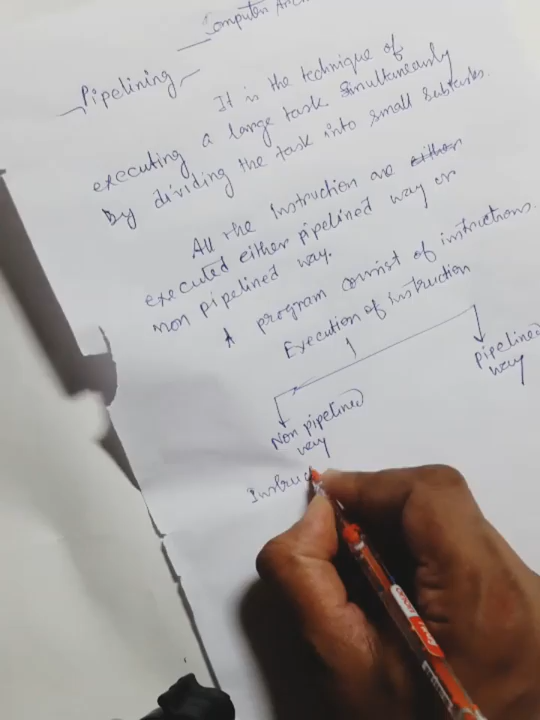 Computer
Pipelining
It is the technique of
executing a large task simultaneously
by dividing the task into small subtasks.
All the Instruction are either
executed either pipelined way or
non pipelined way.
A program consist of instructions.
Execution of instruction
pipelined
way
Non pipelined
way
Instruc